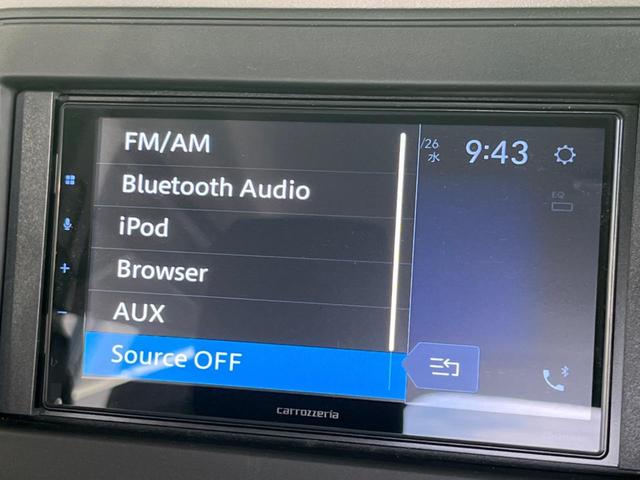 FM/AM
Bluetooth Audio
iPod
Browser
AUX
Source OFF
/26
水
9:43
EQ
carrozzeria